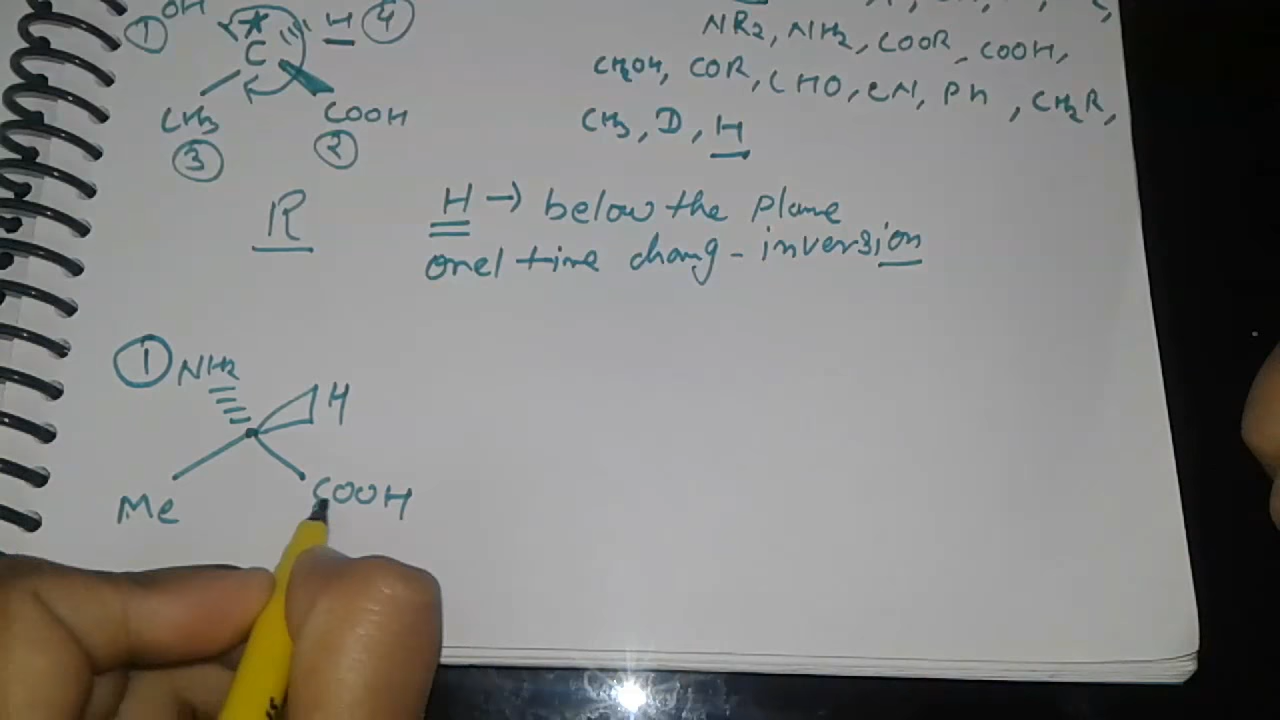 ① OH * H ④
C
CH3 COOH
③ ②
NR2, NH2, COOR, COOH,
CH2OH, COR, CHO, CN, Ph, CH2R,
CH3, D, H
R
H → below the plane
one1 time chang - inversion
① NH2
H
Me COOH